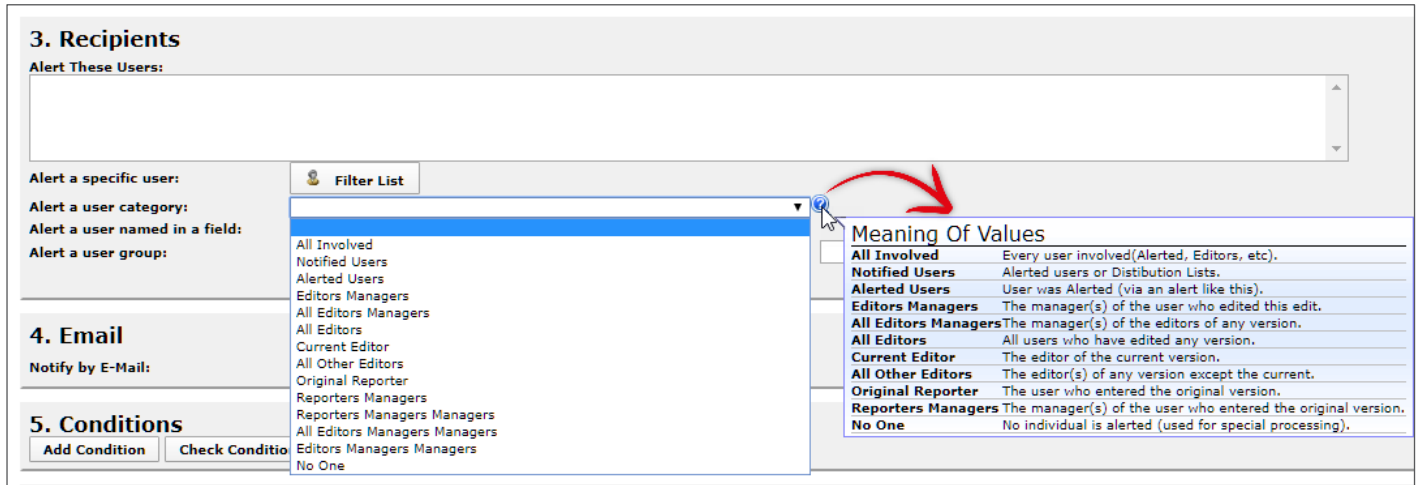 3. Recipients
Alert These Users:
Alert a specific user:
Filter List
Alert a user category:
Alert a user named in a field:
Alert a user group:
All Involved
Notified Users
Alerted Users
Editors Managers
All Editors Managers
All Editors
Current Editor
All Other Editors
Original Reporter
Reporters Managers
Reporters Managers Managers
All Editors Managers Managers
Editors Managers Managers
No One
Meaning Of Values
All Involved Every user involved(Alerted, Editors, etc).
Notified Users Alerted users or Distibution Lists.
Alerted Users User was Alerted (via an alert like this).
Editors Managers The manager(s) of the user who edited this edit.
All Editors Managers The manager(s) of the editors of any version.
All Editors All users who have edited any version.
Current Editor The editor of the current version.
All Other Editors The editor(s) of any version except the current.
Original Reporter The user who entered the original version.
Reporters Managers The manager(s) of the user who entered the original version.
No One No individual is alerted (used for special processing).
4. Email
Notify by E-Mail:
5. Conditions
Add Condition Check Conditio